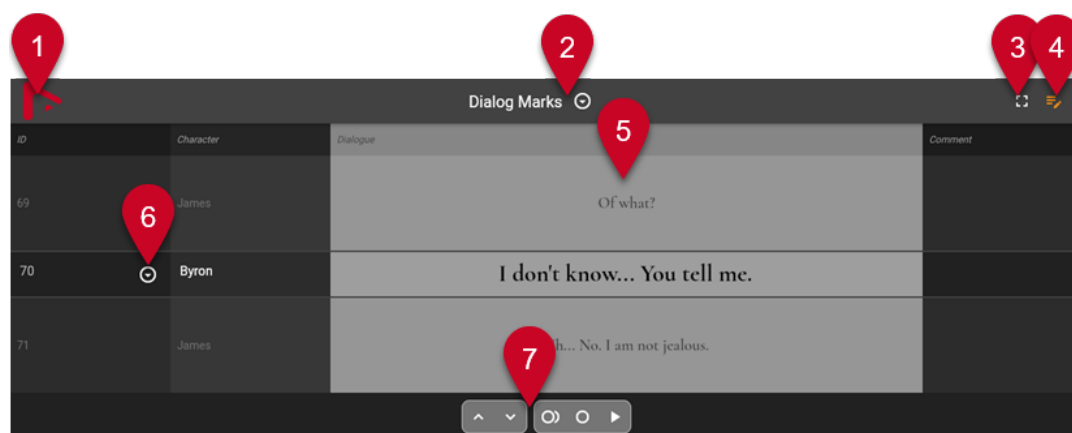 1
2
3
4
Dialog Marks
5
ID
Character
Dialogue
Comment
69
James
Of what?
6
70
Byron
I don't know... You tell me.
71
James
h... No. I am not jealous.
7